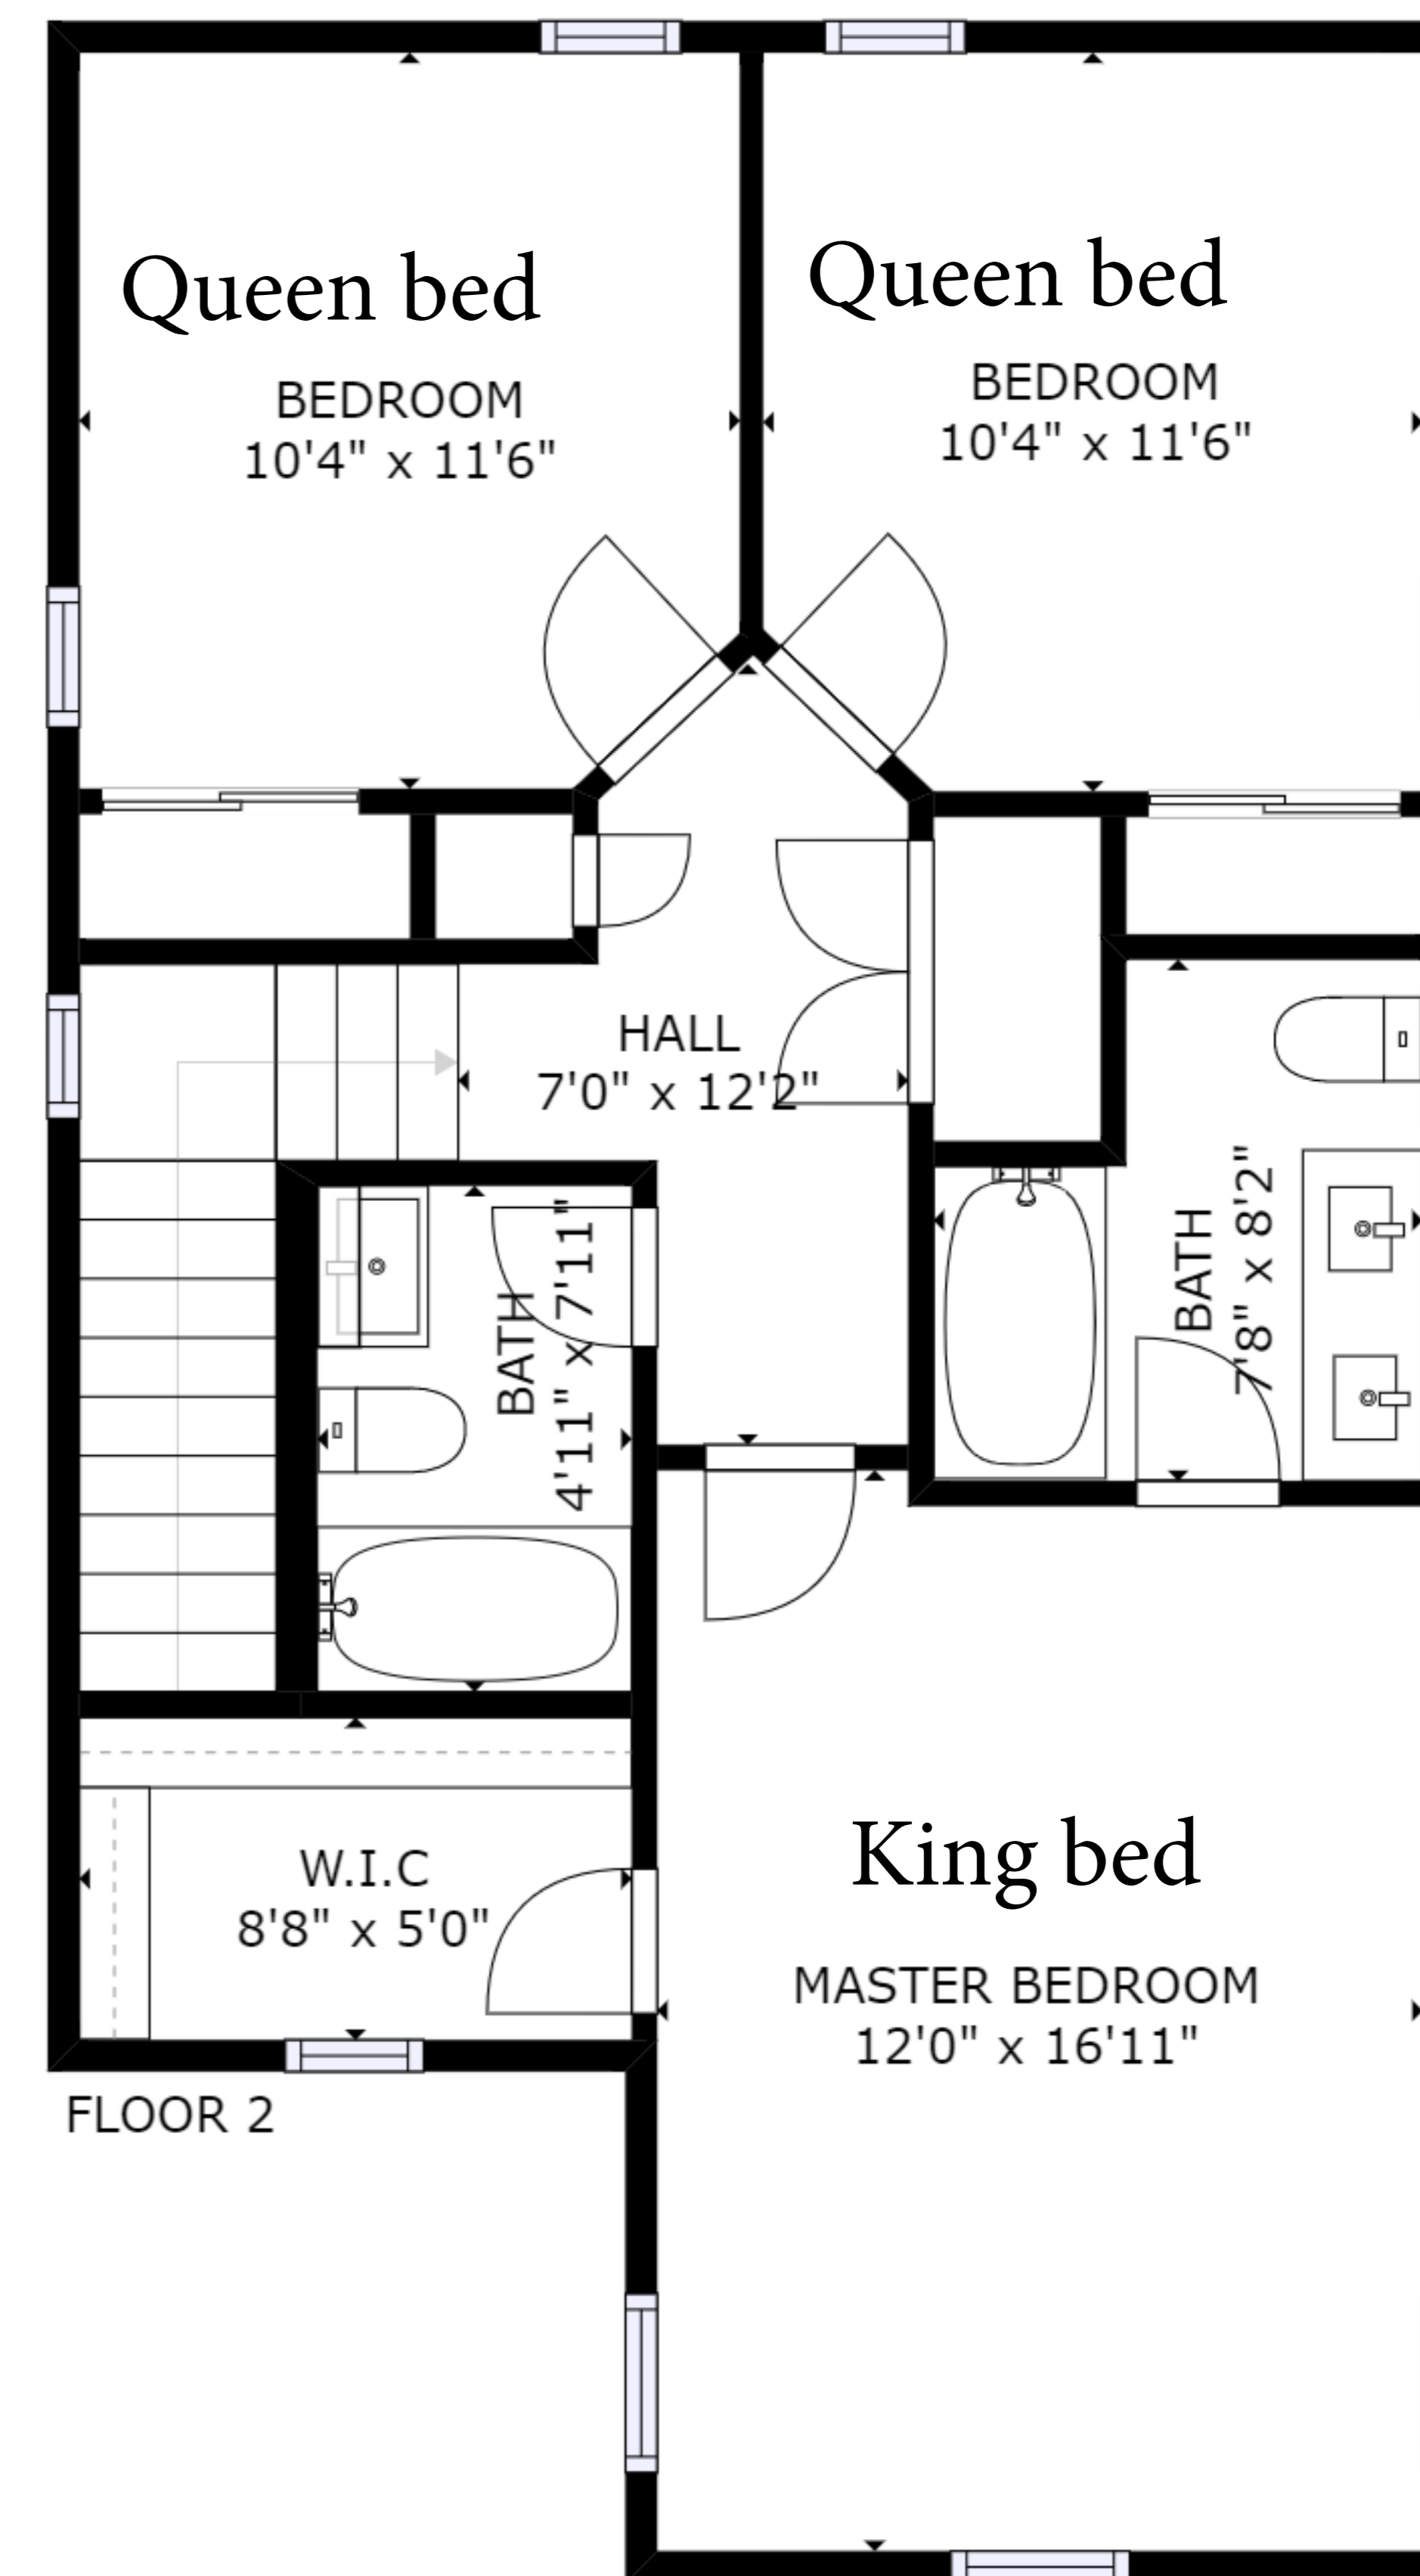 Queen bed
BEDROOM
10'4" x 11'6"
Queen bed
BEDROOM
10'4" x 11'6"
HALL
7'0" x 12'2"
BATH
4'11" x 7'11"
BATH
7'8" x 8'2"
W.I.C
8'8" x 5'0"
King bed
MASTER BEDROOM
12'0" x 16'11"
FLOOR 2